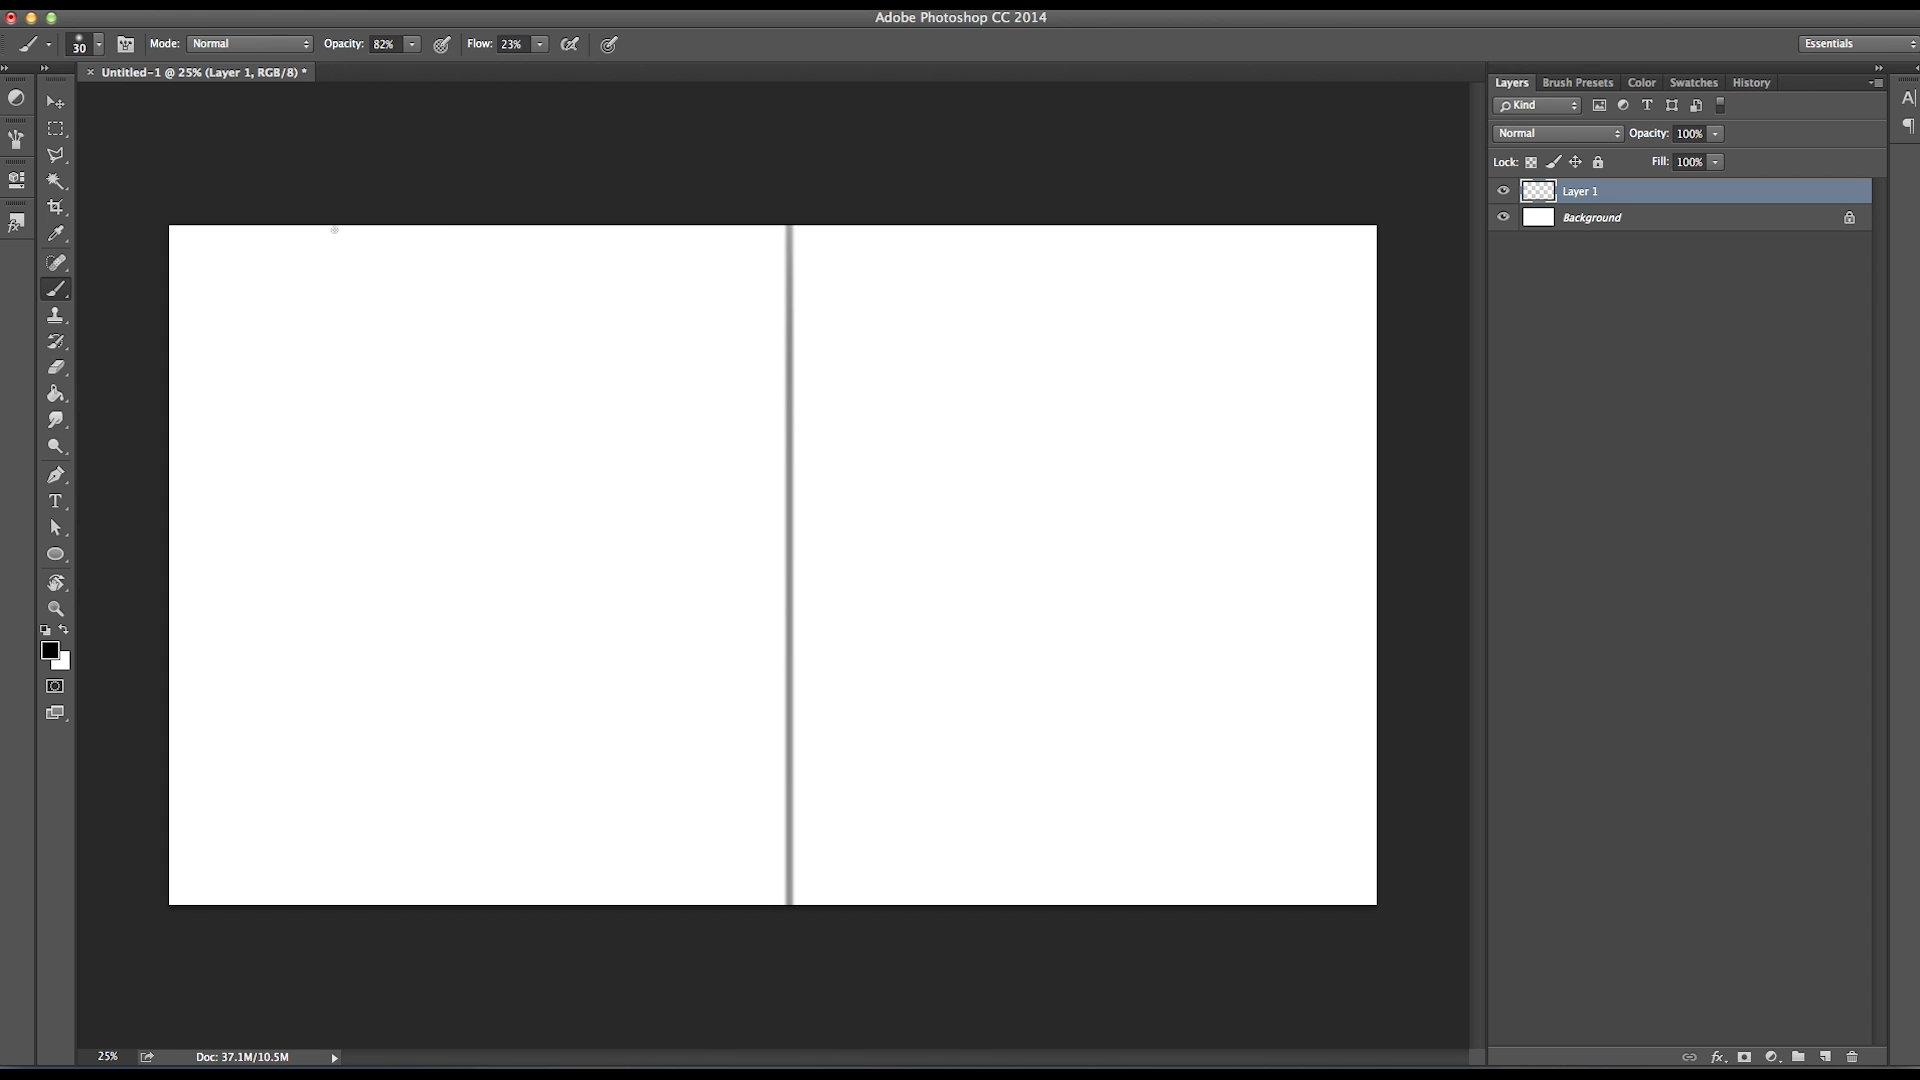 Adobe Photoshop CC 2014
30 Mode: Normal Opacity: 82% Flow: 23% Essentials
× Untitled-1 @ 25% (Layer 1, RGB/8) *
Layers Brush Presets Color Swatches History
Kind
Normal Opacity: 100%
Lock: Fill: 100%
Layer 1
Background
25% Doc: 37.1M/10.5M